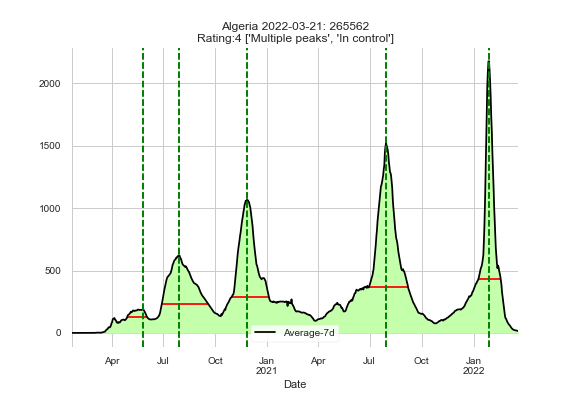 Algeria 2022-03-21: 265562
Rating:4 ['Multiple peaks', 'In control']
2000
1500
1000
500
0
Average-7d
Apr
Jul
Oct
Jan
2021
Apr
Jul
Oct
Jan
2022
Date